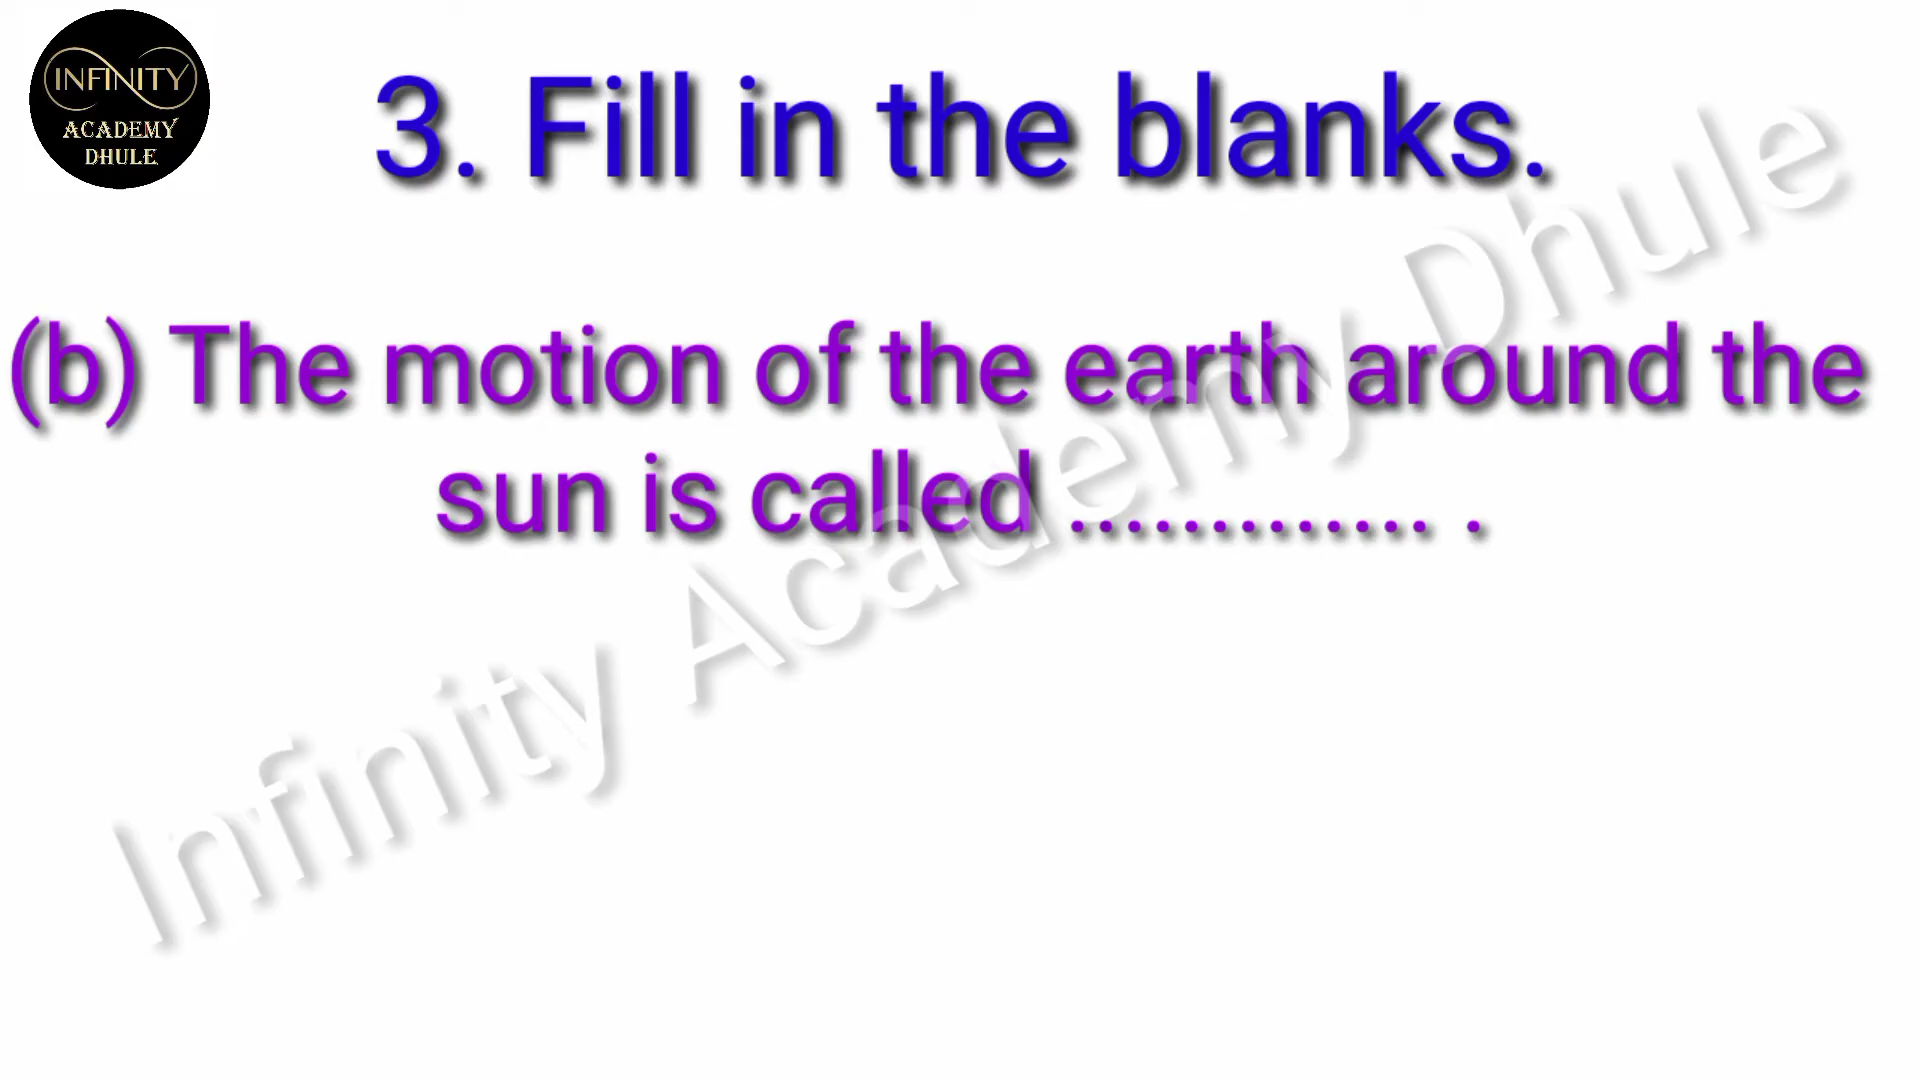 INFINITY
ACADEMY
DHULE
3. Fill in the blanks.
(b) The motion of the earth around the
sun is called ............. .
Infinity Academy Dhule